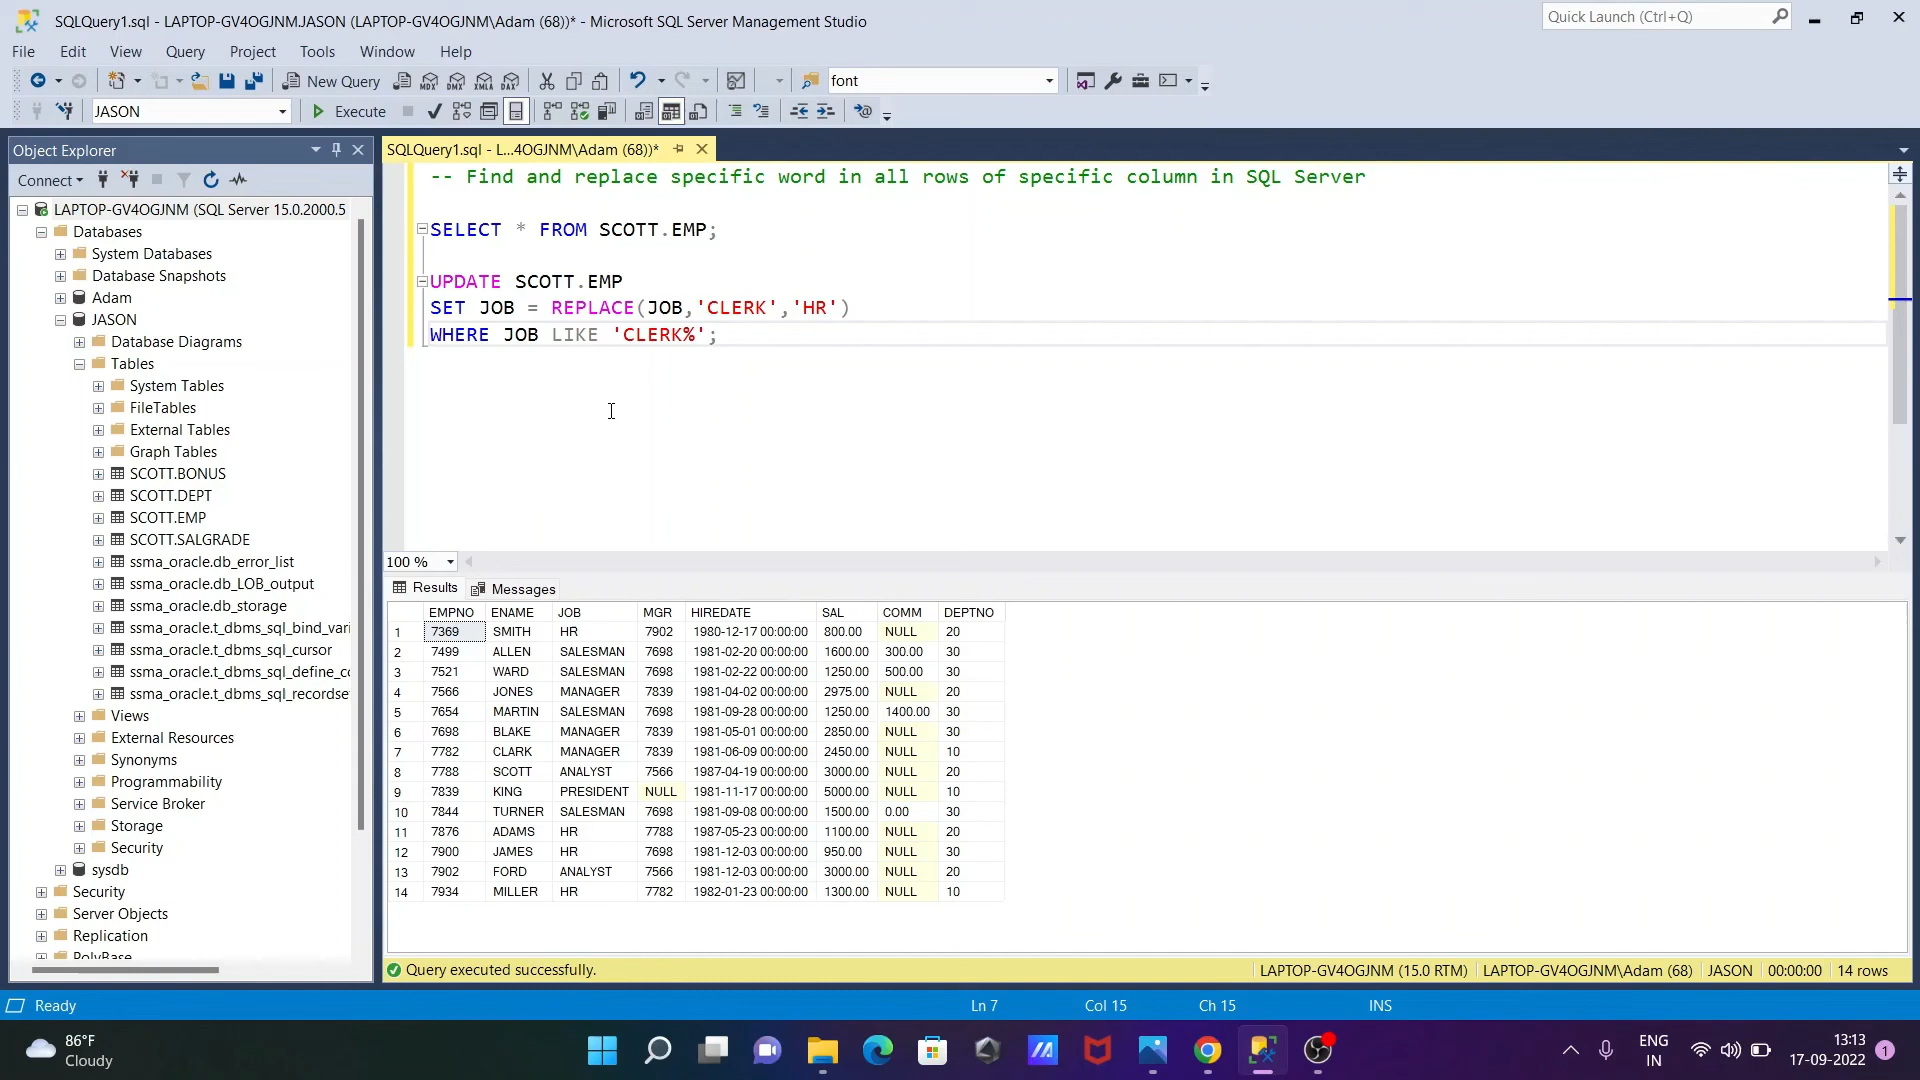 SQLQuery1.sql - LAPTOP-GV4OGJNM.JASON (LAPTOP-GV4OGJNM\Adam (68))* - Microsoft SQL Server Management Studio
Quick Launch (Ctrl+Q)
File Edit View Query Project Tools Window Help
New Query MDX DMX XMLA DAX font
JASON Execute
Object Explorer
SQLQuery1.sql - L...4OGJNM\Adam (68))*
Connect
LAPTOP-GV4OGJNM (SQL Server 15.0.2000.5
Databases
System Databases
Database Snapshots
Adam
JASON
Database Diagrams
Tables
System Tables
FileTables
External Tables
Graph Tables
SCOTT.BONUS
SCOTT.DEPT
SCOTT.EMP
SCOTT.SALGRADE
ssma_oracle.db_error_list
ssma_oracle.db_LOB_output
ssma_oracle.db_storage
ssma_oracle.t_dbms_sql_bind_vari
ssma_oracle.t_dbms_sql_cursor
ssma_oracle.t_dbms_sql_define_co
ssma_oracle.t_dbms_sql_recordse
Views
External Resources
Synonyms
Programmability
Service Broker
Storage
Security
sysdb
Security
Server Objects
Replication
PolyBase
-- Find and replace specific word in all rows of specific column in SQL Server
SELECT * FROM SCOTT.EMP;
UPDATE SCOTT.EMP
SET JOB = REPLACE(JOB,'CLERK','HR')
WHERE JOB LIKE 'CLERK%';
100 %
Results Messages
EMPNO ENAME JOB MGR HIREDATE SAL COMM DEPTNO
1 7369 SMITH HR 7902 1980-12-17 00:00:00 800.00 NULL 20
2 7499 ALLEN SALESMAN 7698 1981-02-20 00:00:00 1600.00 300.00 30
3 7521 WARD SALESMAN 7698 1981-02-22 00:00:00 1250.00 500.00 30
4 7566 JONES MANAGER 7839 1981-04-02 00:00:00 2975.00 NULL 20
5 7654 MARTIN SALESMAN 7698 1981-09-28 00:00:00 1250.00 1400.00 30
6 7698 BLAKE MANAGER 7839 1981-05-01 00:00:00 2850.00 NULL 30
7 7782 CLARK MANAGER 7839 1981-06-09 00:00:00 2450.00 NULL 10
8 7788 SCOTT ANALYST 7566 1987-04-19 00:00:00 3000.00 NULL 20
9 7839 KING PRESIDENT NULL 1981-11-17 00:00:00 5000.00 NULL 10
10 7844 TURNER SALESMAN 7698 1981-09-08 00:00:00 1500.00 0.00 30
11 7876 ADAMS HR 7788 1987-05-23 00:00:00 1100.00 NULL 20
12 7900 JAMES HR 7698 1981-12-03 00:00:00 950.00 NULL 30
13 7902 FORD ANALYST 7566 1981-12-03 00:00:00 3000.00 NULL 20
14 7934 MILLER HR 7782 1982-01-23 00:00:00 1300.00 NULL 10
Query executed successfully. LAPTOP-GV4OGJNM (15.0 RTM) LAPTOP-GV4OGJNM\Adam (68) JASON 00:00:00 14 rows
Ready Ln 7 Col 15 Ch 15 INS
86°F
Cloudy
ENG
IN
13:13
17-09-2022
1